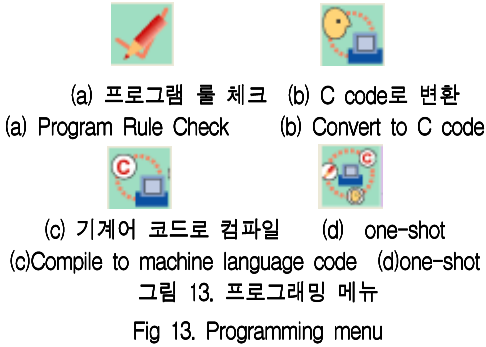 (a) 프로그램 룰 체크 (b) C code로 변환
(a) Program Rule Check (b) Convert to C code
C
C
(c) 기계어 코드로 컴파일 (d) one-shot
(c)Compile to machine language code (d)one-shot
그림 13. 프로그래밍 메뉴
Fig 13. Programming menu